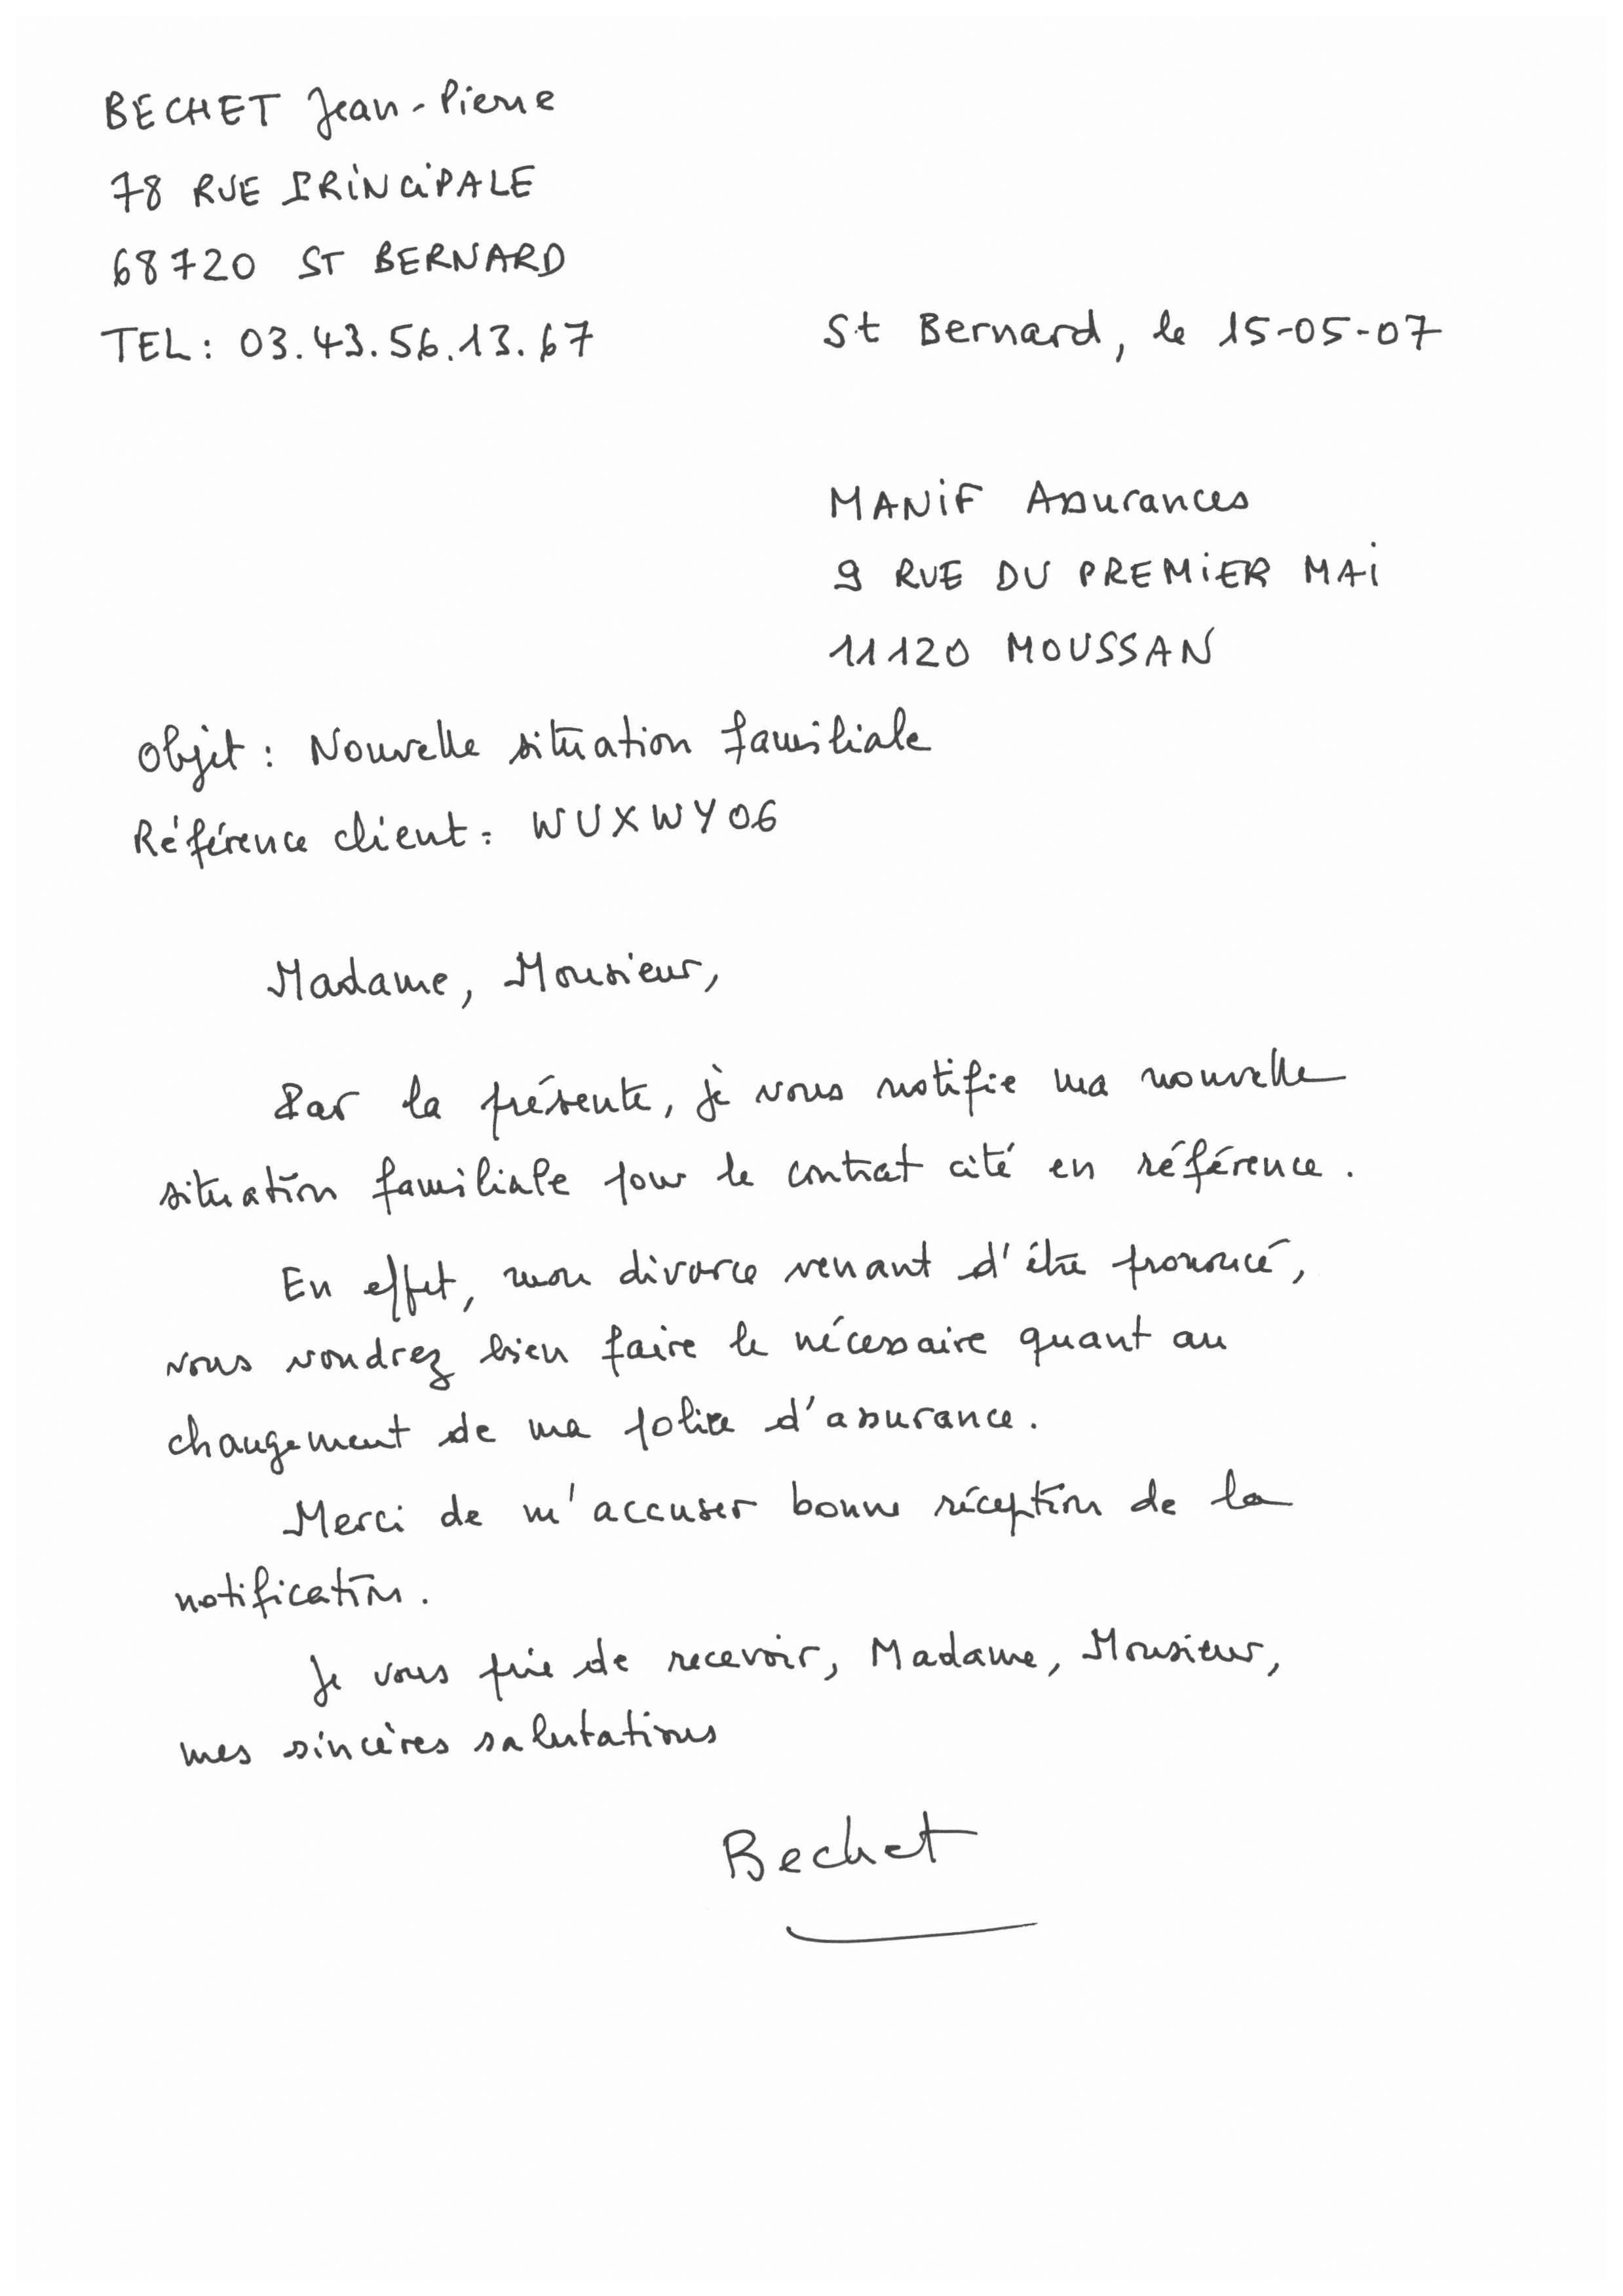 BECHET Jean-Pierre
78 RUE PRINCIPALE
68720 ST BERNARD
TEL: 03.43.56.13.67
St Bernard, le 15-05-07
MANIF Assurances
9 RUE DU PREMIER MAI
11120 MOUSSAN
Objet : Nouvelle situation familiale
Référence client : WUXWY06
Madame, Monsieur,
Par la présente, je vous notifie ma nouvelle
situation familiale pour le contrat cité en référence.
En effet, mon divorce venant d'être prononcé,
vous voudrez bien faire le nécessaire quant au
changement de ma police d'assurance.
Merci de m'accuser bonne réception de la
notification.
Je vous prie de recevoir, Madame, Monsieur,
mes sincères salutations
Bechet